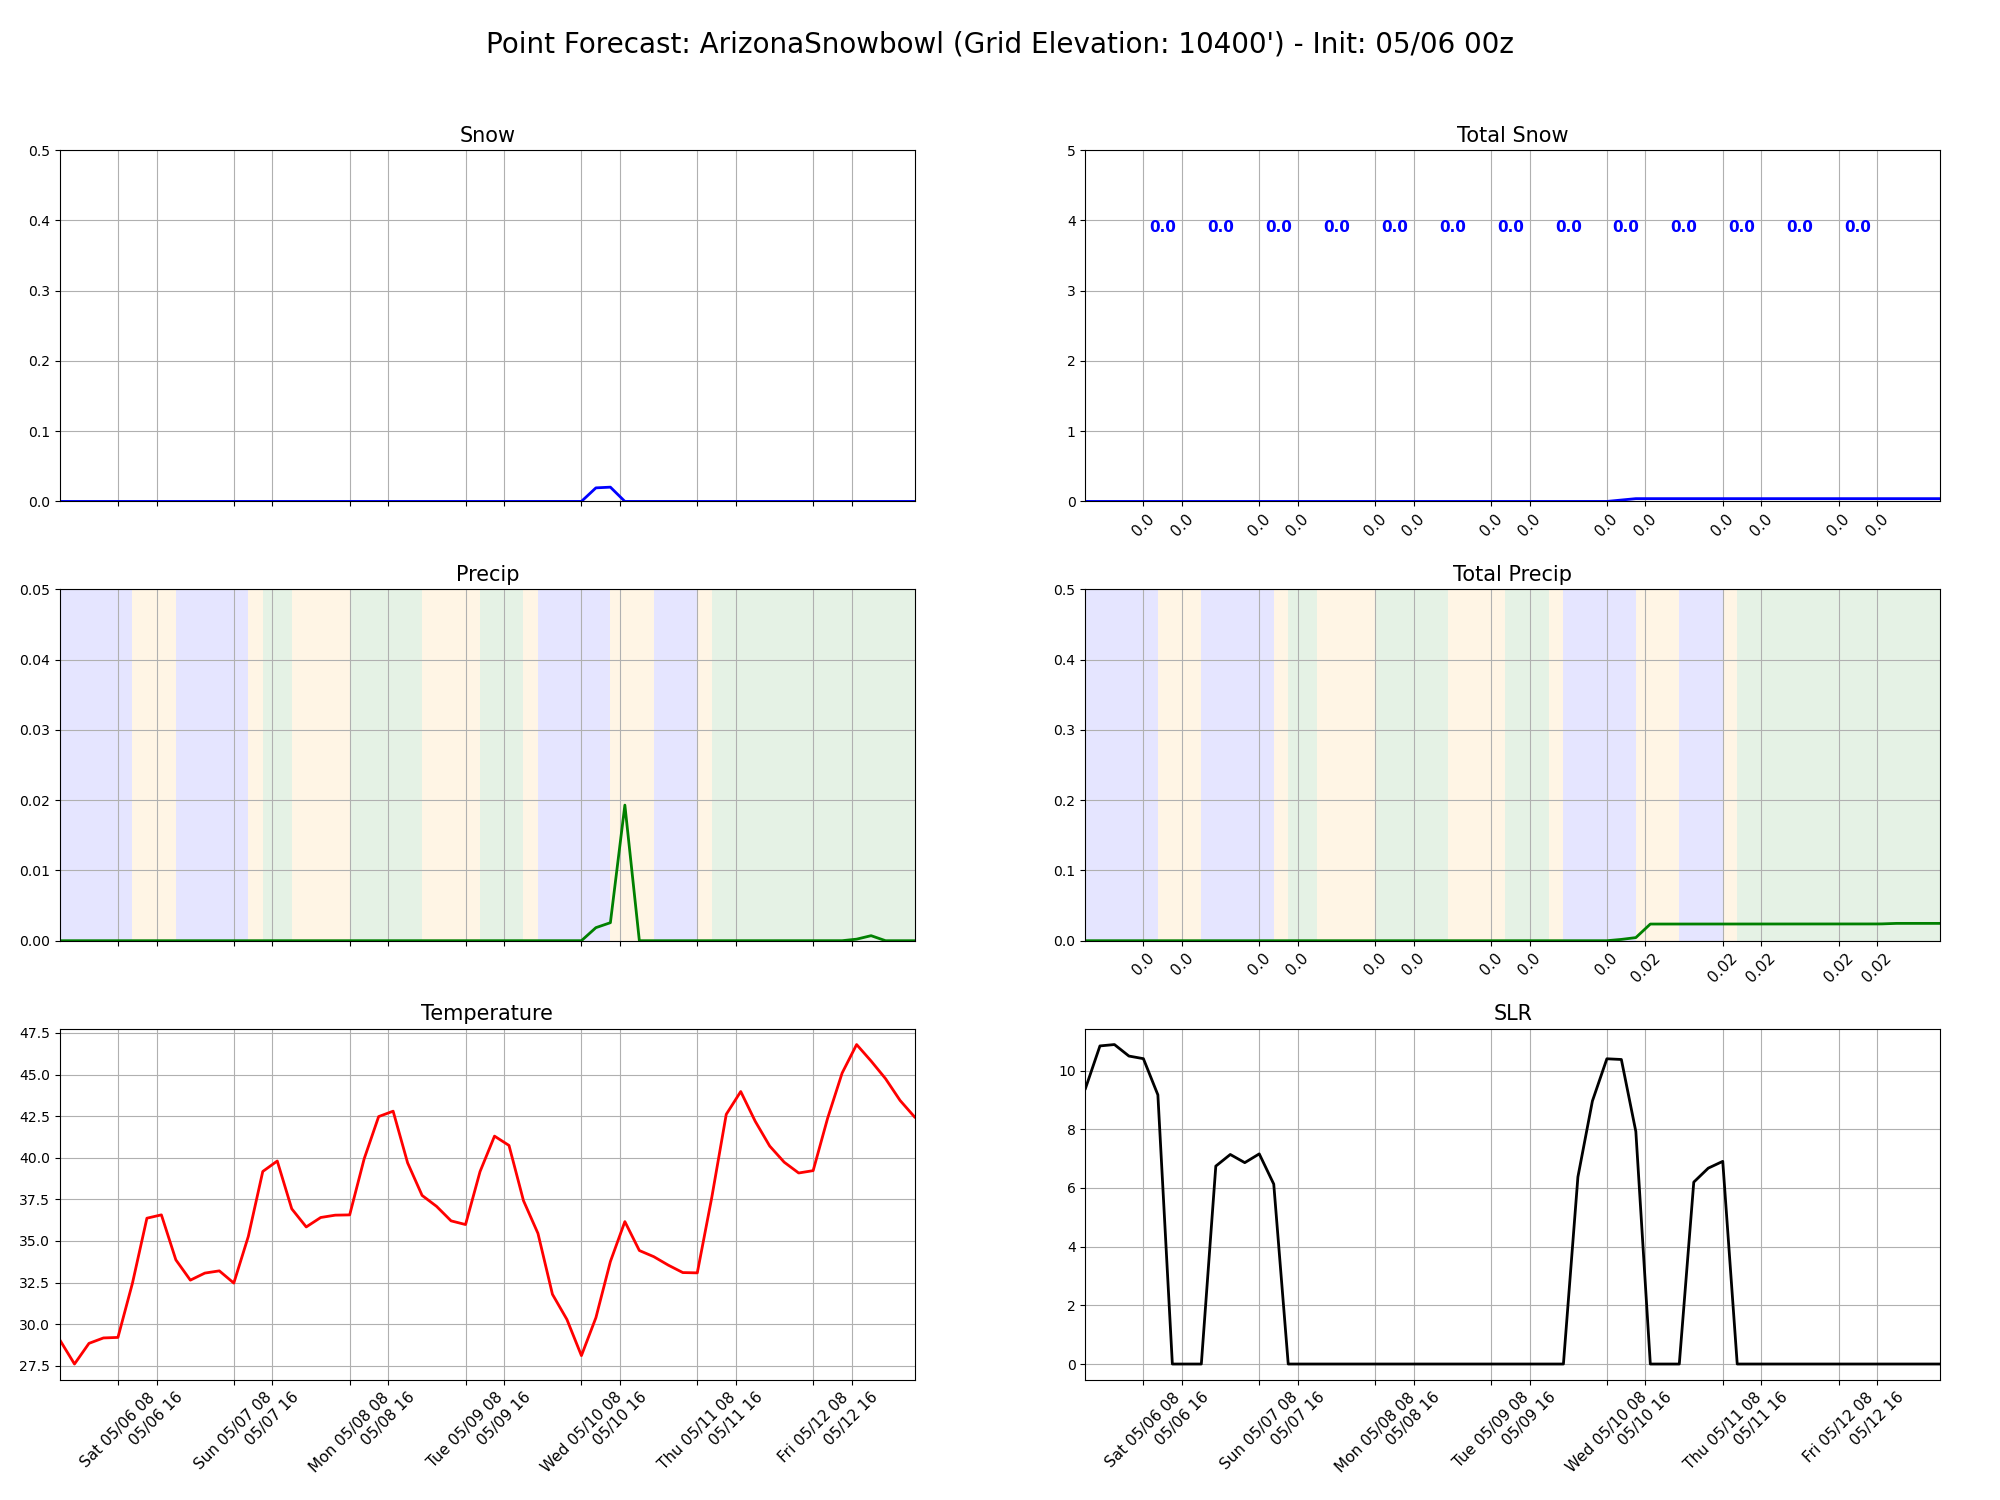 Point Forecast: ArizonaSnowbowl (Grid Elevation: 10400') - Init: 05/06 00z
Snow
0.5
0.4
0.3
0.2
0.1
0.0
Total Snow
5
4
3
2
1
0
0.0 0.0 0.0 0.0 0.0 0.0 0.0 0.0 0.0 0.0 0.0 0.0 0.0
0.0 0.0 0.0 0.0 0.0 0.0 0.0 0.0 0.0 0.0 0.0 0.0 0.0 0.0
Precip
0.05
0.04
0.03
0.02
0.01
0.00
Total Precip
0.5
0.4
0.3
0.2
0.1
0.0
0.0 0.0 0.0 0.0 0.0 0.0 0.0 0.0 0.0 0.02 0.02 0.02 0.02 0.02
Temperature
47.5
45.0
42.5
40.0
37.5
35.0
32.5
30.0
27.5
Sat 05/06 08
05/06 16
Sun 05/07 08
05/07 16
Mon 05/08 08
05/08 16
Tue 05/09 08
05/09 16
Wed 05/10 08
05/10 16
Thu 05/11 08
05/11 16
Fri 05/12 08
05/12 16
SLR
10
8
6
4
2
0
Sat 05/06 08
05/06 16
Sun 05/07 08
05/07 16
Mon 05/08 08
05/08 16
Tue 05/09 08
05/09 16
Wed 05/10 08
05/10 16
Thu 05/11 08
05/11 16
Fri 05/12 08
05/12 16